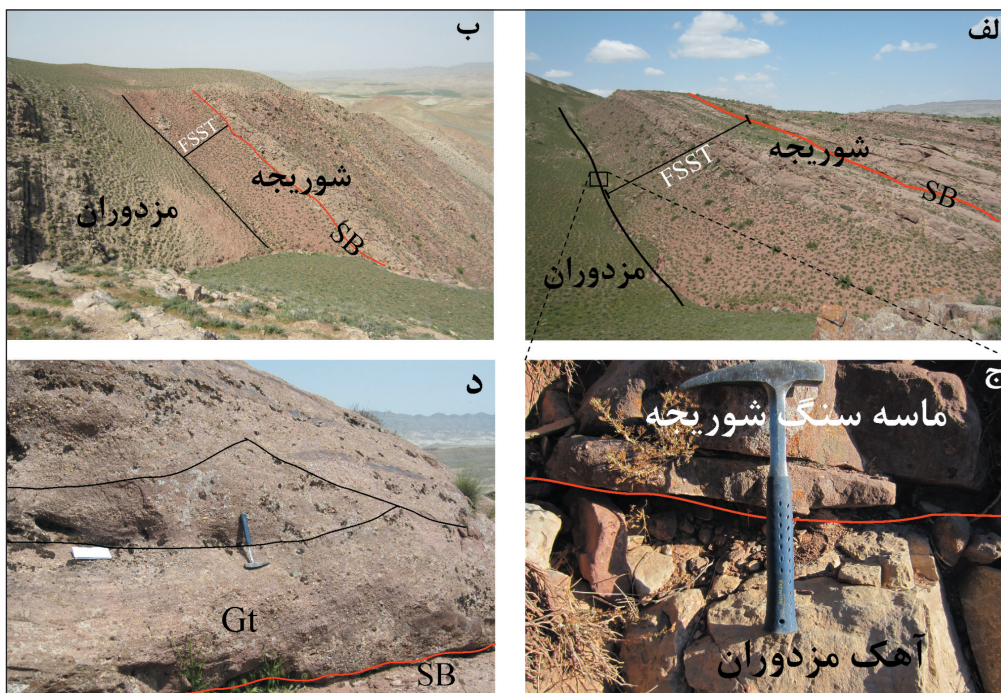 الف
شوریجه
FSST
SB
مزدوران
ب
FSST
شوریجه
مزدوران
SB
ج
ماسه سنگ شوریجه
آهک مزدوران
د
Gt
SB